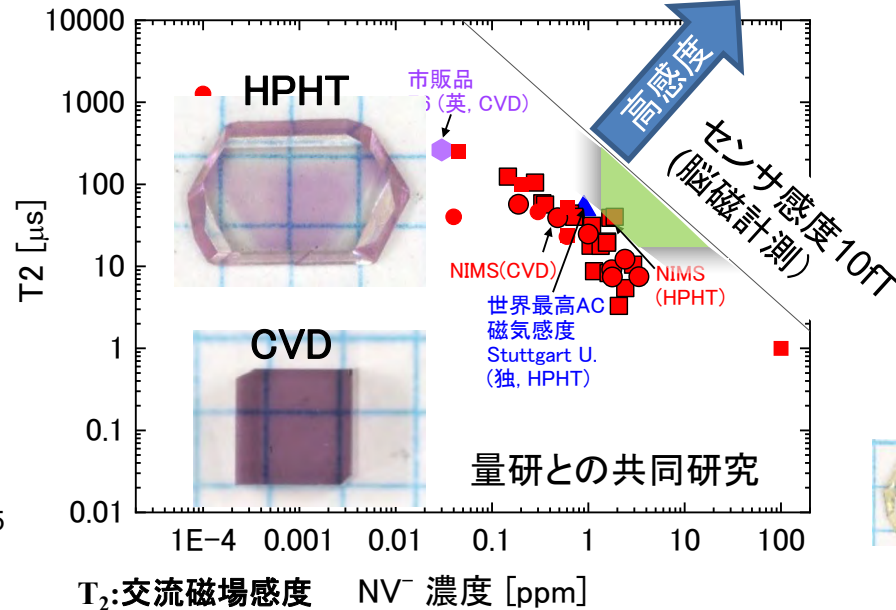 10000
1000
100
10
1
0.1
0.01
T2 [μs]
HPHT
市販品
6 (英, CVD)
高感度
センサ感度 10fT
(脳磁計測)
NIMS(CVD)
NIMS
(HPHT)
世界最高AC
磁気感度
Stuttgart U.
(独, HPHT)
CVD
量研との共同研究
1E-4 0.001 0.01 0.1 1 10 100
T₂:交流磁場感度 NV⁻ 濃度 [ppm]